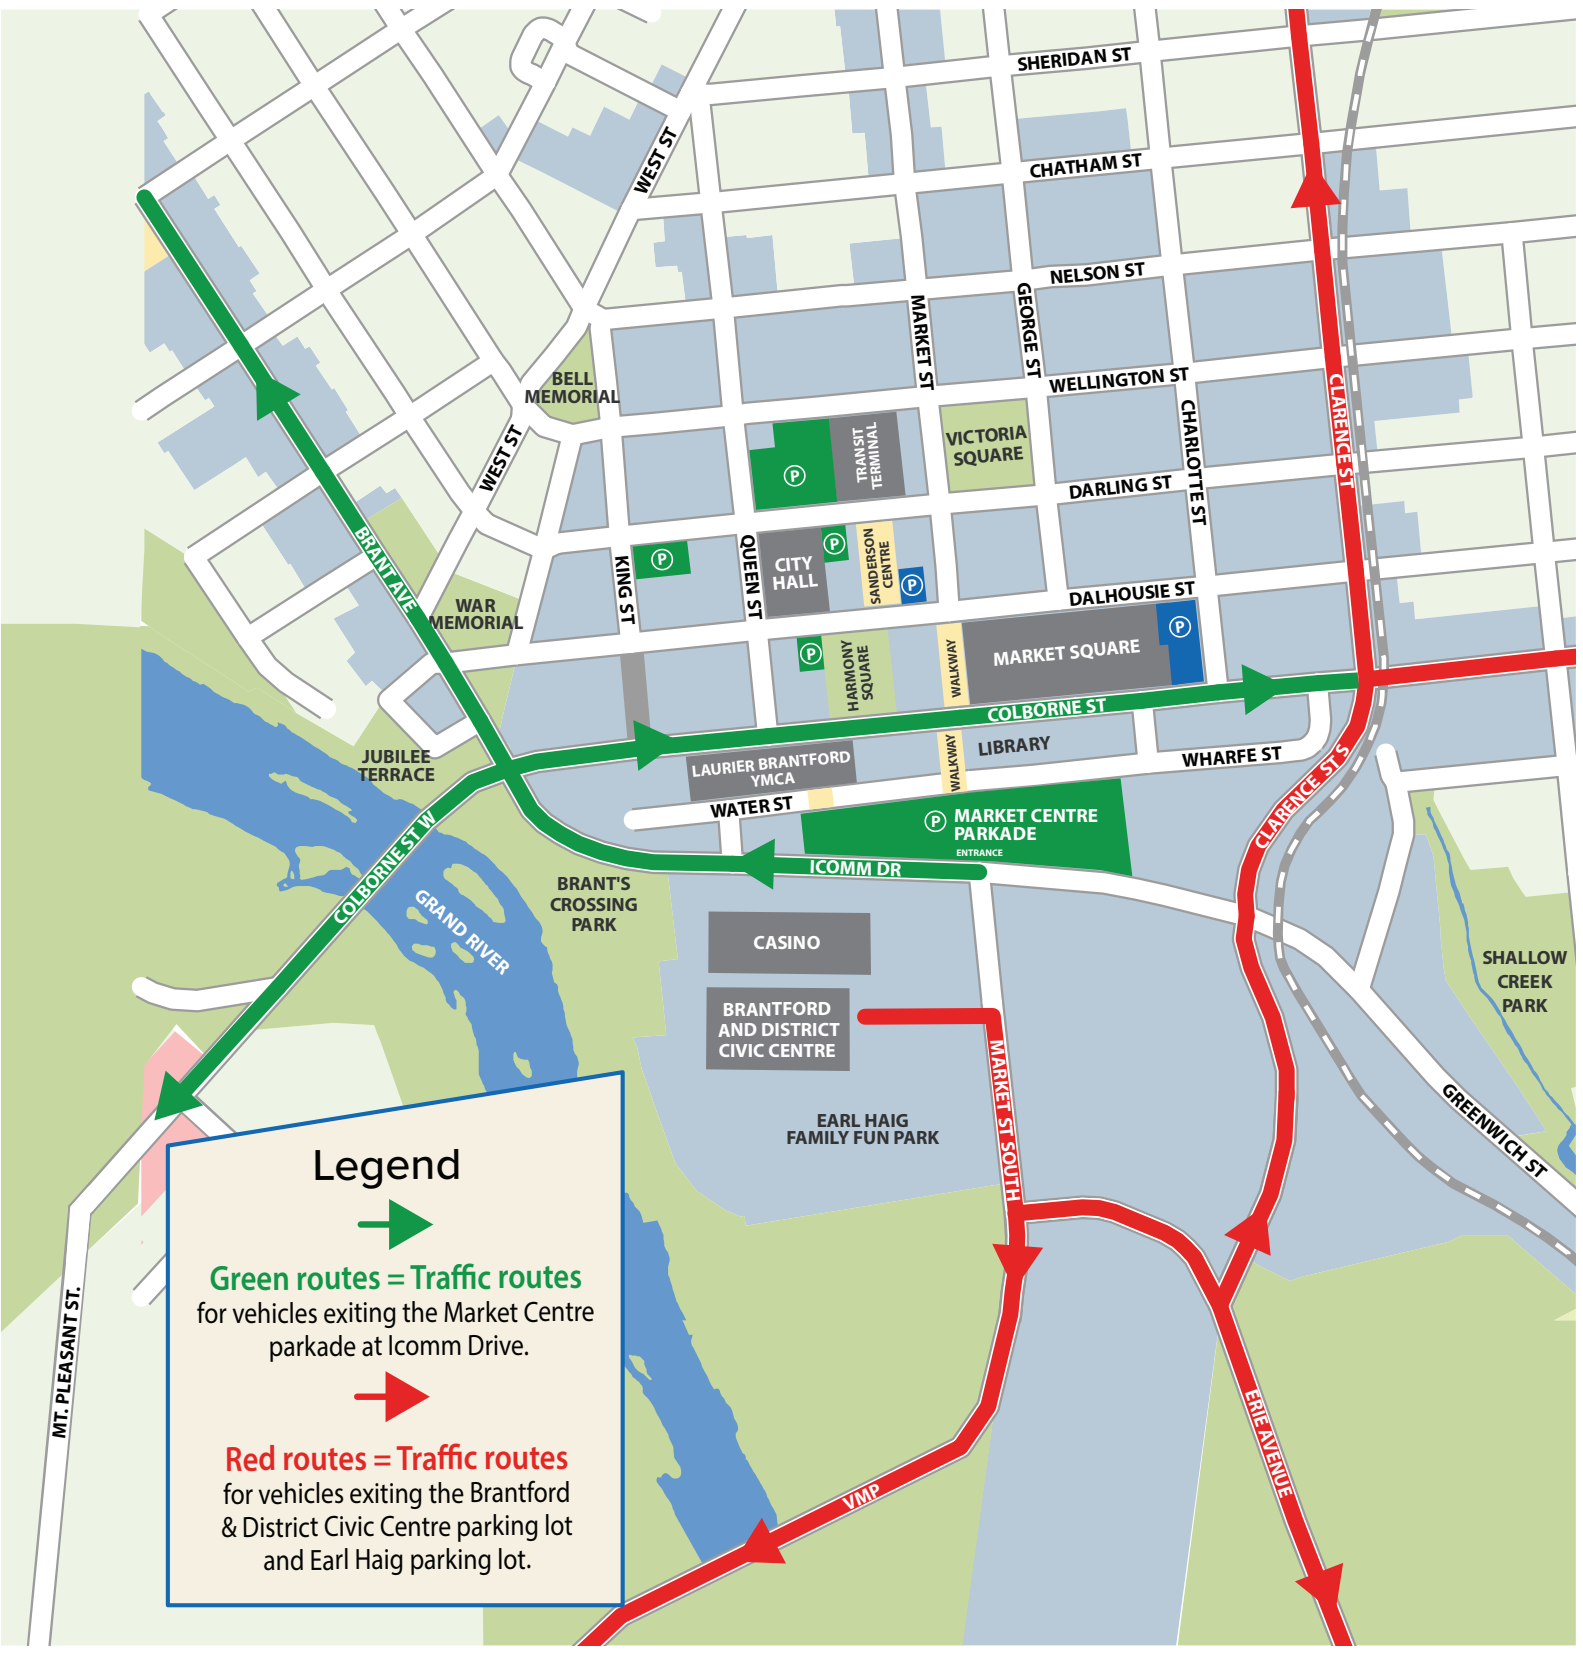 SHERIDAN ST
WEST ST
CHATHAM ST
NELSON ST
MARKET ST
GEORGE ST
WELLINGTON ST
CLARENCE ST
BELL
MEMORIAL
WEST ST
CHARLOTTE ST
P
TRANSIT
TERMINAL
VICTORIA
SQUARE
DARLING ST
BRANT AVE
KING ST
P
QUEEN ST
CITY
HALL
P
SANDERSON
CENTRE
P
DALHOUSIE ST
WAR
MEMORIAL
P
HARMONY
SQUARE
WALKWAY
MARKET SQUARE
P
COLBORNE ST
JUBILEE
TERRACE
LAURIER BRANTFORD
YMCA
WALKWAY
LIBRARY
WHARFE ST
CLARENCE ST S
WATER ST
P
MARKET CENTRE
PARKADE
ENTRANCE
COLBORNE ST W
ICOMM DR
BRANT'S
CROSSING
PARK
GRAND RIVER
CASINO
SHALLOW
CREEK
PARK
BRANTFORD
AND DISTRICT
CIVIC CENTRE
MARKET ST SOUTH
EARL HAIG
FAMILY FUN PARK
GREENWICH ST
MT. PLEASANT ST.
ERIE AVENUE
VMP
Legend
Green routes = Traffic routes
for vehicles exiting the Market Centre
parkade at Icomm Drive.
Red routes = Traffic routes
for vehicles exiting the Brantford
& District Civic Centre parking lot
and Earl Haig parking lot.